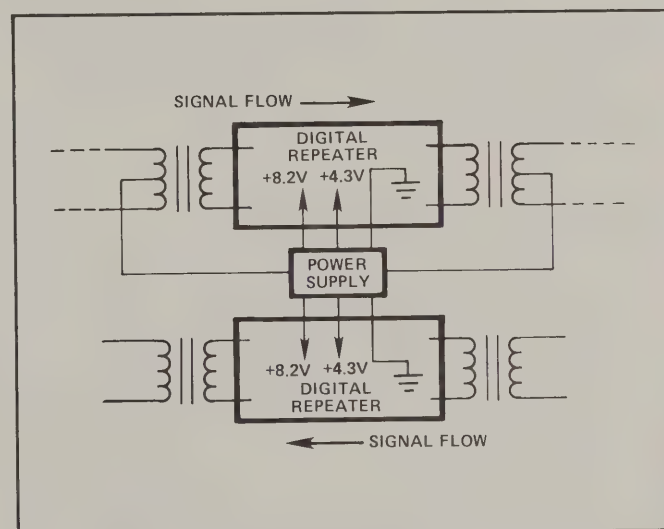 SIGNAL FLOW
DIGITAL
REPEATER
+8.2V +4.3V
POWER
SUPPLY
+8.2V +4.3V
DIGITAL
REPEATER
SIGNAL FLOW